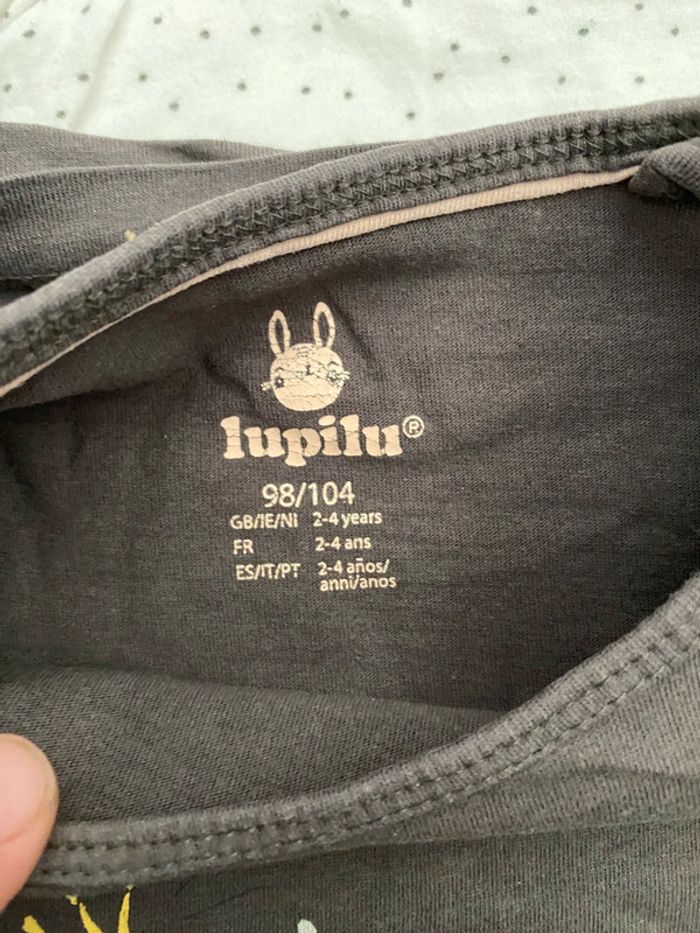 lupilu®
98/104
GB/IE/NI 2-4 years
FR 2-4 ans
ES/IT/PT 2-4 años/
anni/anos